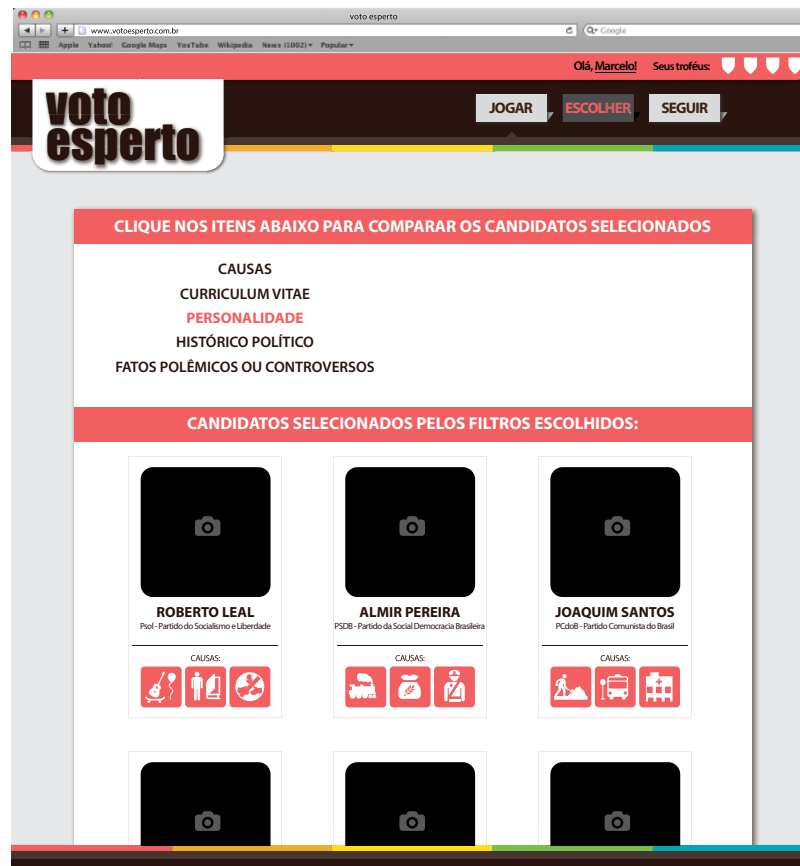 voto esperto
www.votoesperto.com.br
Google
Apple Yahoo! Google Maps YouTube Wikipedia News (1002) Popular
Olá, Marcelo! Seus troféus:
voto
esperto
JOGAR ESCOLHER SEGUIR
CLIQUE NOS ITENS ABAIXO PARA COMPARAR OS CANDIDATOS SELECIONADOS
CAUSAS
CURRICULUM VITAE
PERSONALIDADE
HISTÓRICO POLÍTICO
FATOS POLÊMICOS OU CONTROVERSOS
CANDIDATOS SELECIONADOS PELOS FILTROS ESCOLHIDOS:
ROBERTO LEAL
Psol - Partido do Socialismo e Liberdade
CAUSAS:
ALMIR PEREIRA
PSDB - Partido da Social Democracia Brasileira
CAUSAS:
JOAQUIM SANTOS
PCdoB - Partido Comunista do Brasil
CAUSAS: